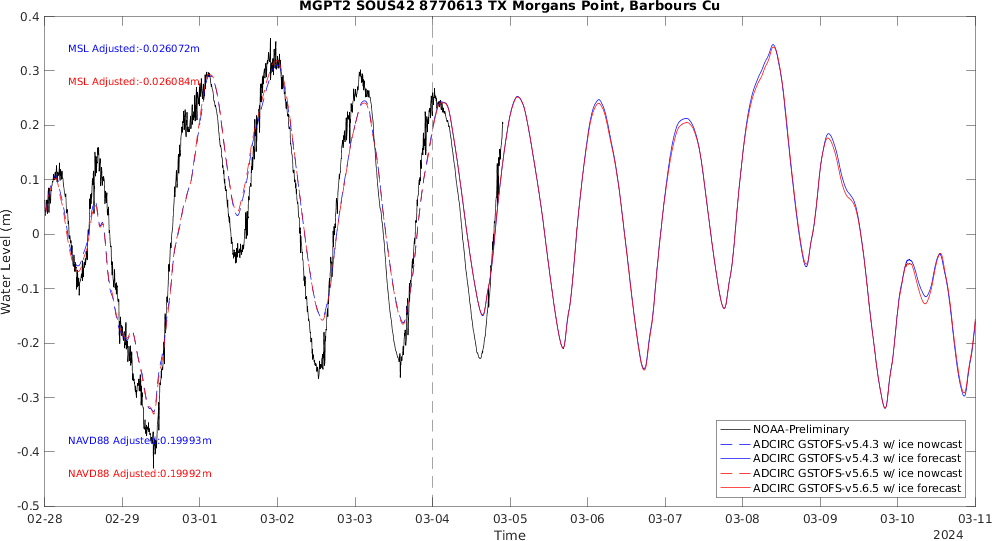 MGPT2 SOUS42 8770613 TX Morgans Point, Barbours Cu
0.4
0.3
0.2
0.1
0
-0.1
-0.2
-0.3
-0.4
-0.5
Water Level (m)
MSL Adjusted:-0.026072m
MSL Adjusted:-0.026084m
NAVD88 Adjusted:0.19993m
NAVD88 Adjusted:0.19992m
NOAA-Preliminary
ADCIRC GSTOFS-v5.4.3 w/ ice nowcast
ADCIRC GSTOFS-v5.4.3 w/ ice forecast
ADCIRC GSTOFS-v5.6.5 w/ ice nowcast
ADCIRC GSTOFS-v5.6.5 w/ ice forecast
02-28 02-29 03-01 03-02 03-03 03-04 03-05 03-06 03-07 03-08 03-09 03-10 03-11
Time
2024